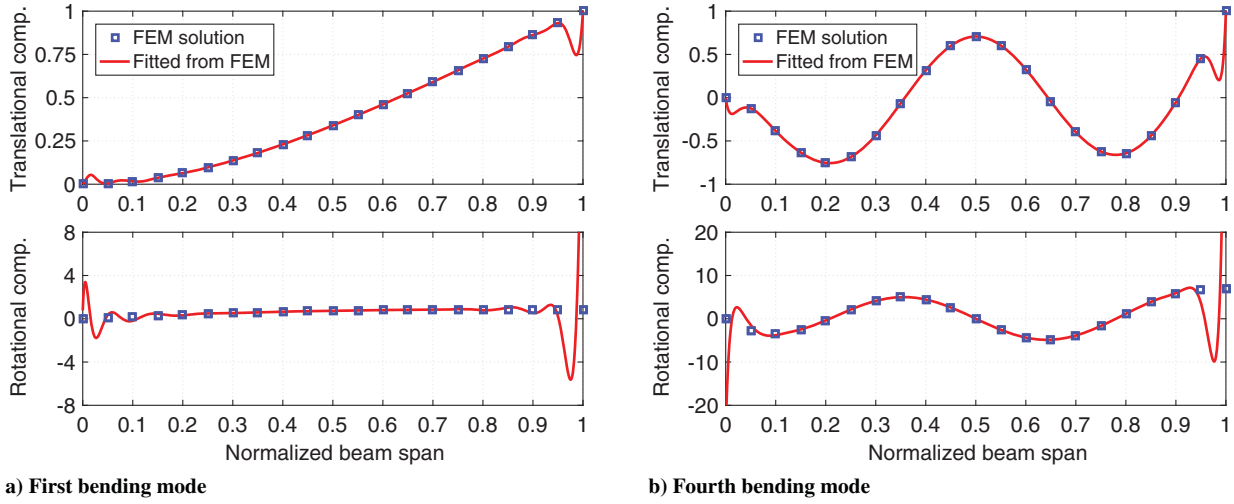 1
0.75
0.5
0.25
0
Translational comp.
FEM solution
Fitted from FEM
0 0.1 0.2 0.3 0.4 0.5 0.6 0.7 0.8 0.9 1
8
4
0
-4
-8
Rotational comp.
0 0.1 0.2 0.3 0.4 0.5 0.6 0.7 0.8 0.9 1
Normalized beam span
a) First bending mode
1
0.5
0
-0.5
-1
Translational comp.
FEM solution
Fitted from FEM
0 0.1 0.2 0.3 0.4 0.5 0.6 0.7 0.8 0.9 1
20
10
0
-10
-20
Rotational comp.
0 0.1 0.2 0.3 0.4 0.5 0.6 0.7 0.8 0.9 1
Normalized beam span
b) Fourth bending mode